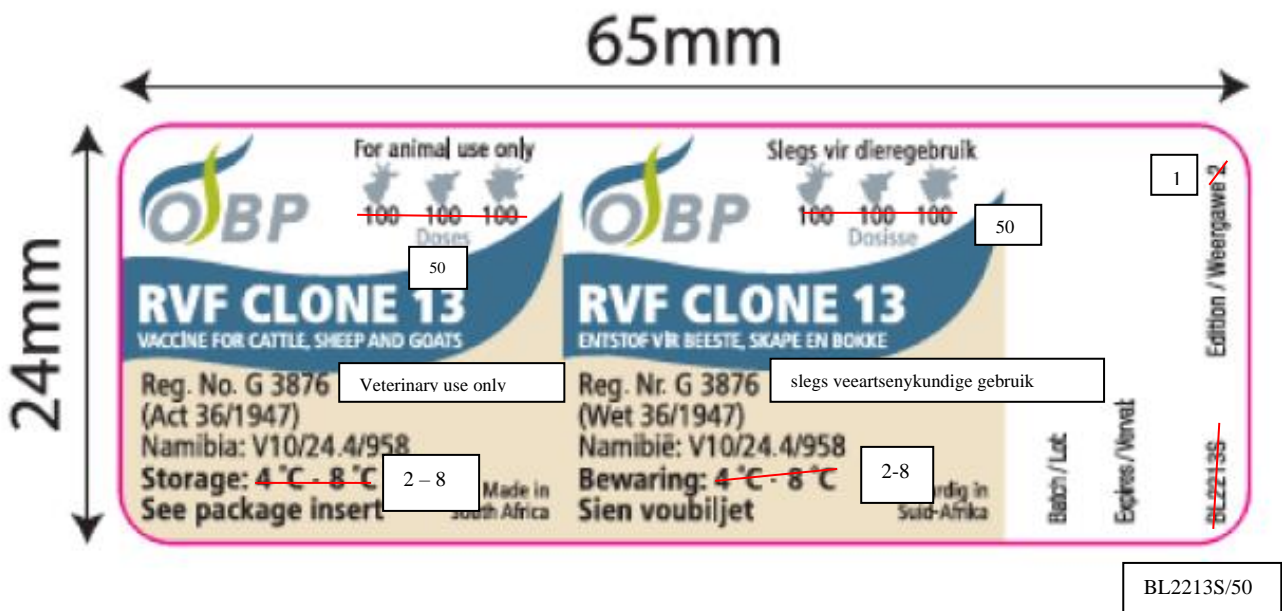 65mm
24mm
OBP
For animal use only
100 100 100
Doses
50
RVF CLONE 13
VACCINE FOR CATTLE, SHEEP AND GOATS
Reg. No. G 3876
Veterinary use only
(Act 36/1947)
Namibia: V10/24.4/958
Storage: 4 °C - 8 °C
2 – 8
See package insert
Made in
South Africa
OBP
Slegs vir dieregebruik
100 100 100
Dosisse
50
RVF CLONE 13
ENTSTOF VIR BEESTE, SKAPE EN BOKKE
Reg. Nr. G 3876
slegs veeartsenykundige gebruik
(Wet 36/1947)
Namibië: V10/24.4/958
Bewaring: 4 °C - 8 °C
2-8
Sien voubiljet
rdig in
Suid-Afrika
Batch / Lot:
Expires / Verval:
1
Edition / Weergawe 2
BL2213S
BL2213S/50